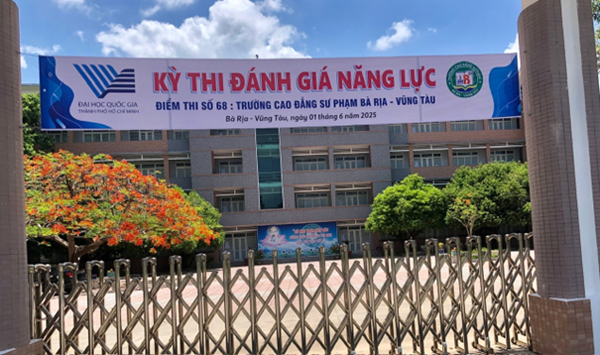 ĐẠI HỌC QUỐC GIA
THÀNH PHỐ HỒ CHÍ MINH
KỲ THI ĐÁNH GIÁ NĂNG LỰC
ĐIỂM THI SỐ 68 : TRƯỜNG CAO ĐẲNG SƯ PHẠM BÀ RỊA - VŨNG TÀU
Bà Rịa - Vũng Tàu, ngày 01 tháng 6 năm 2025